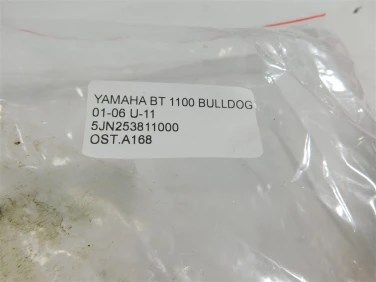 YAMAHA BT 1100 BULLDOG
01-06 U-11
5JN253811000
OST.A168